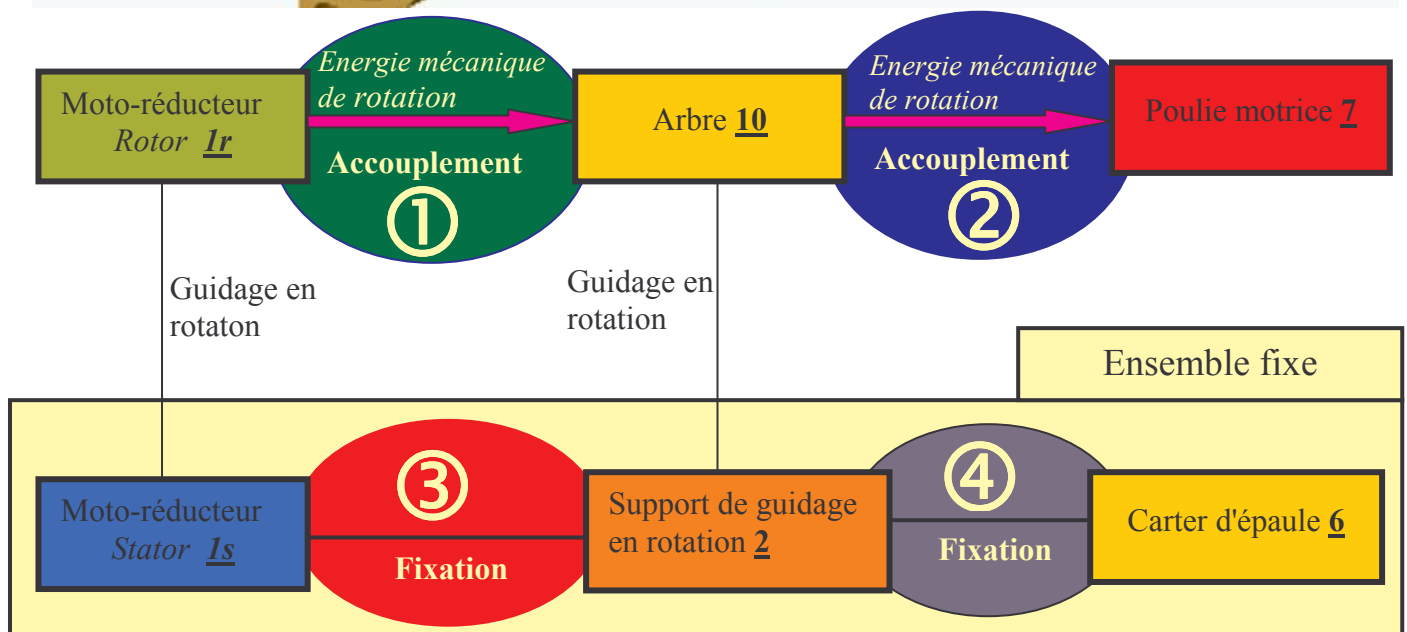 Energie mécanique
de rotation
Energie mécanique
de rotation
Moto-réducteur
Rotor 1r
Accouplement
①
Arbre 10
Accouplement
②
Poulie motrice 7
Guidage en
rotaton
Guidage en
rotation
Ensemble fixe
Moto-réducteur
Stator 1s
③
Fixation
Support de guidage
en rotation 2
④
Fixation
Carter d'épaule 6